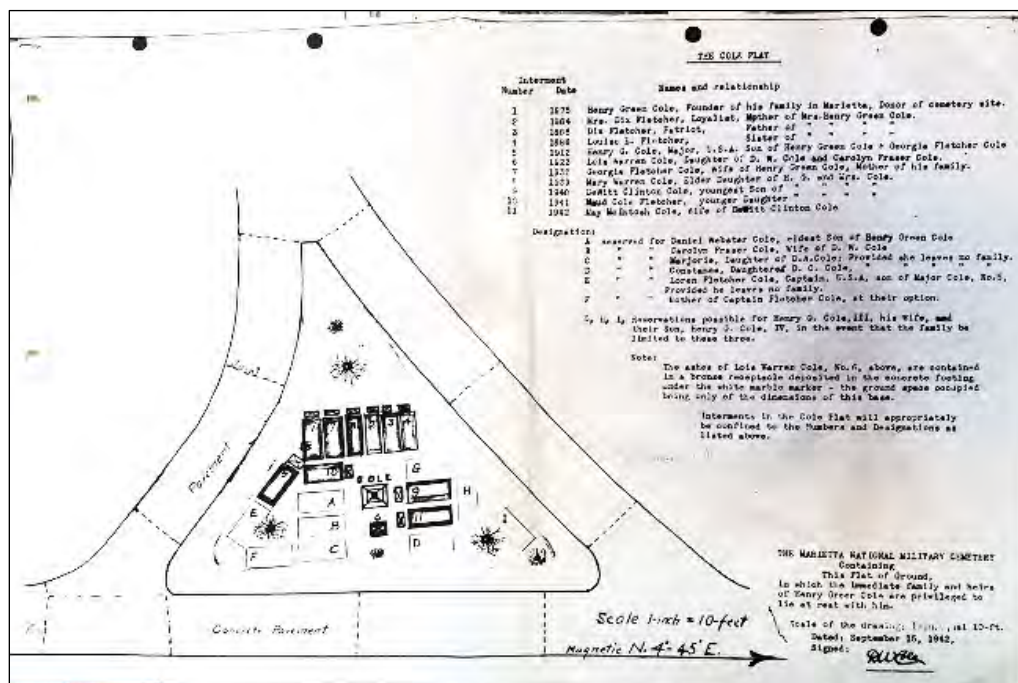 THE COLE PLAT
Interment
Number Date Names and relationship
1 1875 Henry Green Cole, Founder of his family in Marietta, Donor of cemetery site.
2 Mrs. Dix Fletcher, Loyalist, Mother of Mrs. Henry Green Cole.
3 Dix Fletcher, Patriot, Father of " " " "
4 Louise L. Fletcher, Sister of " " " "
5 1912 Henry G. Cole, Major, U.S.A. Son of Henry Green Cole + Georgia Fletcher Cole
6 1922 Lois Warren Cole, Daughter of D. W. Cole and Carolyn Fraser Cole.
7 Georgia Fletcher Cole, Wife of Henry Green Cole, Mother of his family.
8 Mary Warren Cole, Elder Daughter of H. G. and Mrs. Cole.
9 1940 DeWitt Clinton Cole, youngest Son of " " " "
10 1941 Maud Cole Fletcher, younger Daughter " " " "
11 1942 May McIntosh Cole, wife of DeWitt Clinton Cole
Designation:
A reserved for Daniel Webster Cole, eldest Son of Henry Green Cole
B " " Carolyn Fraser Cole, Wife of D. W. Cole
C " " Marjorie, Daughter of Cole; Provided she leaves no family.
D " " Constance, Daughter of D. C. Cole, " " " " "
E " " Loren Fletcher Cole, Captain, U.S.A, son of Major Cole, No.5,
Provided he leaves no family.
F " " of Captain Fletcher Cole, at their option.
G, H, I, Reservations possible for Henry G. Cole, III, his Wife, and
their Son, Henry G. Cole, IV, in the event that the family be
limited to these three.
Note:
The ashes of Lois Warren Cole, No.6, above, are contained
in a bronze receptacle deposited in the concrete footing
under the white marble marker - the ground space occupied
being only of the dimensions of this base.
Interments in the Cole Plat will appropriately
be confined to the Numbers and Designations as
listed above.
Pavement
COLE
10
G
A
9
H
E
B
11
I
F
C
D
Concrete Pavement
Scale 1-inch = 10-feet
Magnetic N. 4°-45' E.
THE MARIETTA NATIONAL MILITARY CEMETERY
Containing
This Plat of Ground,
in which the immediate family and heirs
of Henry Green Cole are privileged to
lie at rest with him.
Scale of the drawing: 10-ft.
Dated: September 15, 1942,
Signed: